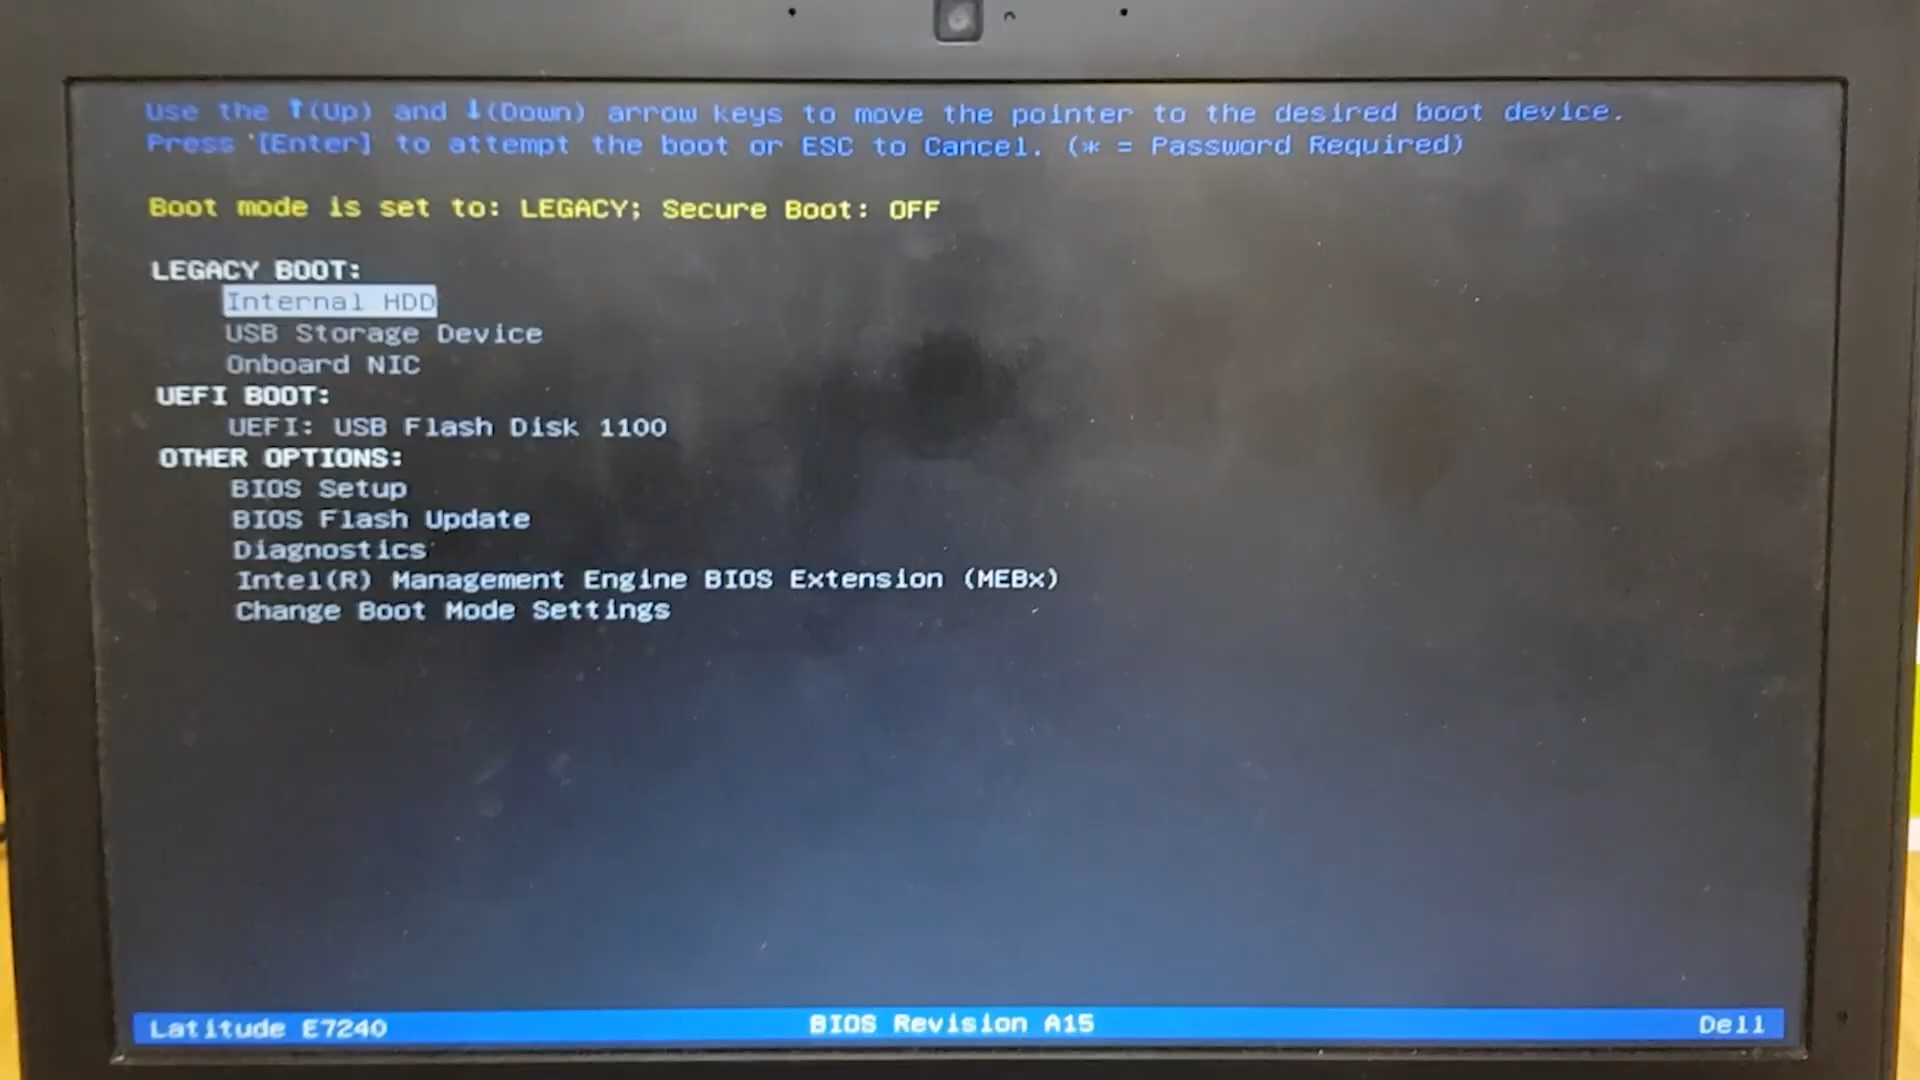 Use the ↑(Up) and ↓(Down) arrow keys to move the pointer to the desired boot device.
Press [Enter] to attempt the boot or ESC to Cancel. (* = Password Required)
Boot mode is set to: LEGACY; Secure Boot: OFF
LEGACY BOOT:
Internal HDD
USB Storage Device
Onboard NIC
UEFI BOOT:
UEFI: USB Flash Disk 1100
OTHER OPTIONS:
BIOS Setup
BIOS Flash Update
Diagnostics
Intel(R) Management Engine BIOS Extension (MEBx)
Change Boot Mode Settings
Latitude E7240 BIOS Revision A15 Dell